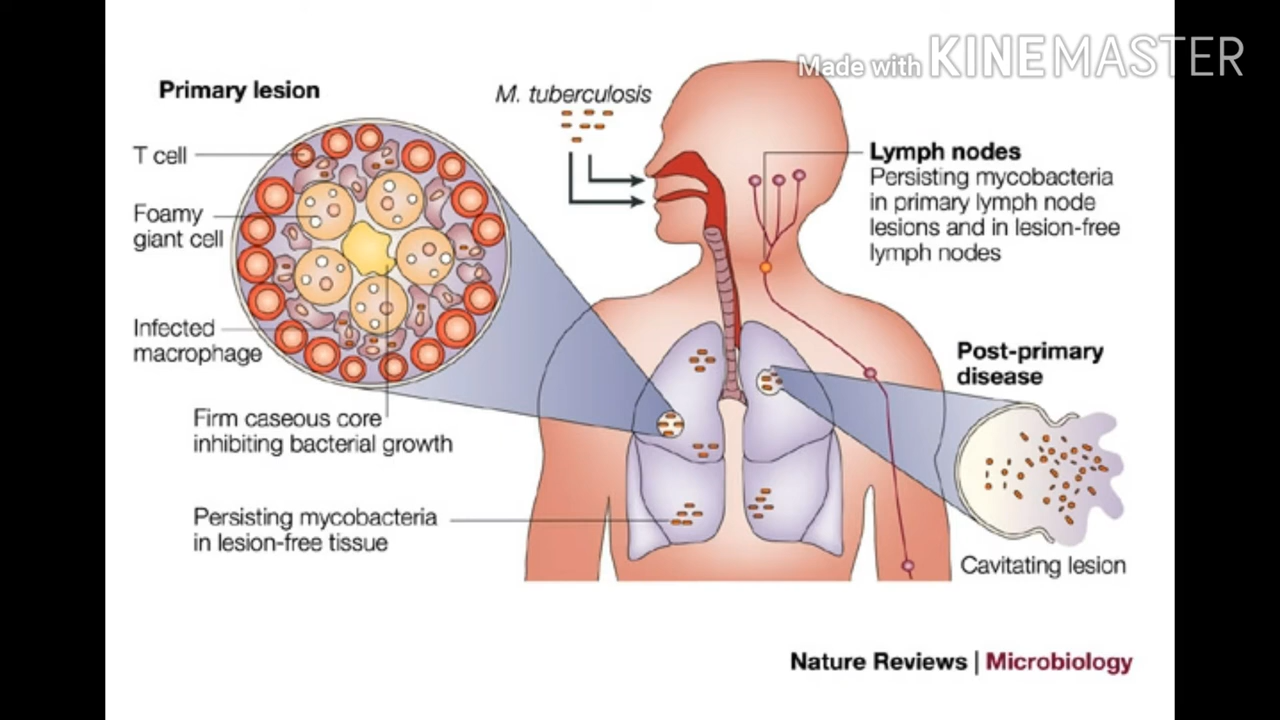 Made with KINEMASTER
Primary lesion
M. tuberculosis
T cell
Foamy
giant cell
Infected
macrophage
Firm caseous core
inhibiting bacterial growth
Persisting mycobacteria
in lesion-free tissue
Lymph nodes
Persisting mycobacteria
in primary lymph node
lesions and in lesion-free
lymph nodes
Post-primary
disease
Cavitating lesion
Nature Reviews | Microbiology